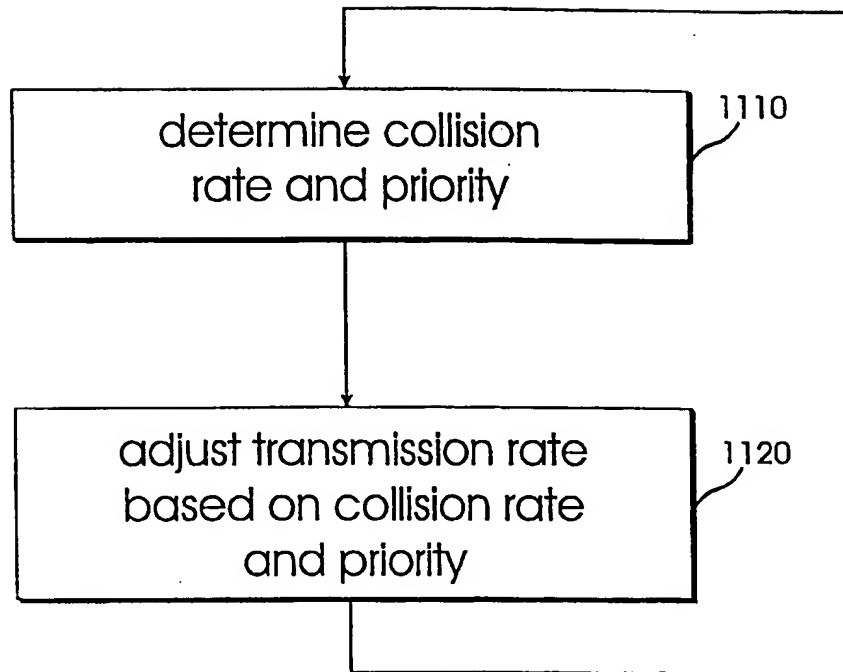 determine collision
rate and priority
1110
adjust transmission rate
based on collision rate
and priority
1120